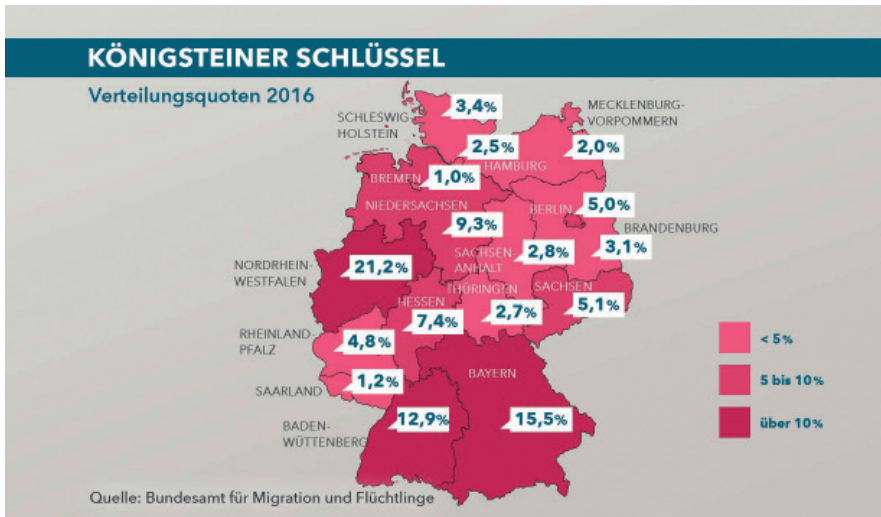 KÖNIGSTEINER SCHLÜSSEL
Verteilungsquoten 2016
SCHLESWIG-
HOLSTEIN
3,4%
MECKLENBURG-
VORPOMMERN
2,0%
2,5%
HAMBURG
BREMEN
1,0%
NIEDERSACHSEN
9,3%
BERLIN
5,0%
BRANDENBURG
3,1%
SACHSEN-
ANHALT
2,8%
NORDRHEIN-
WESTFALEN
21,2%
THÜRINGEN
2,7%
SACHSEN
5,1%
HESSEN
7,4%
RHEINLAND-
PFALZ
4,8%
SAARLAND
1,2%
BAYERN
15,5%
BADEN-
WÜTTENBERG
12,9%
< 5%
5 bis 10%
über 10%
Quelle: Bundesamt für Migration und Flüchtlinge